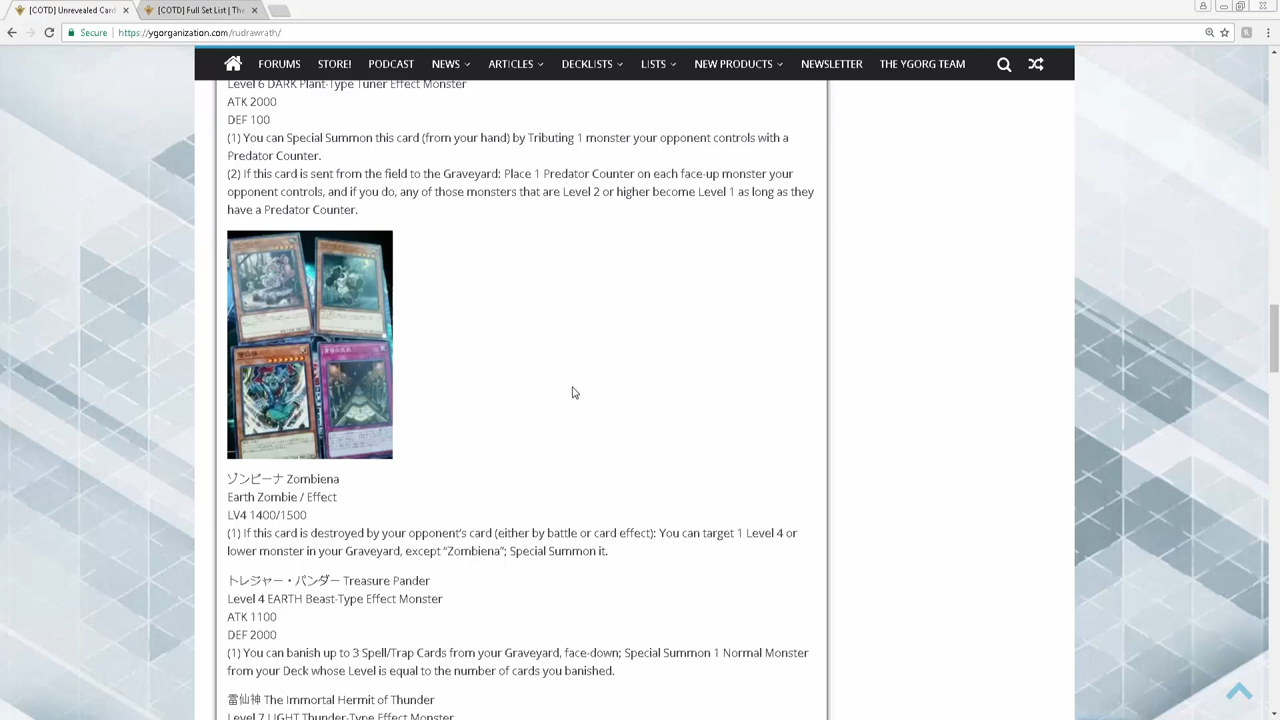 [COTD] Unrevealed Card
[COTD] Full Set List | The
Secure
https://ygorganization.com/rudrawrath/
FORUMS STORE! PODCAST NEWS ARTICLES DECKLISTS LISTS NEW PRODUCTS NEWSLETTER THE YGORG TEAM
Level 6 DARK Plant-Type Tuner Effect Monster
ATK 2000
DEF 100
(1) You can Special Summon this card (from your hand) by Tributing 1 monster your opponent controls with a
Predator Counter.
(2) If this card is sent from the field to the Graveyard: Place 1 Predator Counter on each face-up monster your
opponent controls, and if you do, any of those monsters that are Level 2 or higher become Level 1 as long as they
have a Predator Counter.
ゾンビーナ Zombiena
Earth Zombie / Effect
LV4 1400/1500
(1) If this card is destroyed by your opponent's card (either by battle or card effect): You can target 1 Level 4 or
lower monster in your Graveyard, except “Zombiena”; Special Summon it.
トレジャー・パンダー Treasure Pander
Level 4 EARTH Beast-Type Effect Monster
ATK 1100
DEF 2000
(1) You can banish up to 3 Spell/Trap Cards from your Graveyard, face-down; Special Summon 1 Normal Monster
from your Deck whose Level is equal to the number of cards you banished.
雷仙神 The Immortal Hermit of Thunder
Level 7 LIGHT Thunder-Type Effect Monster